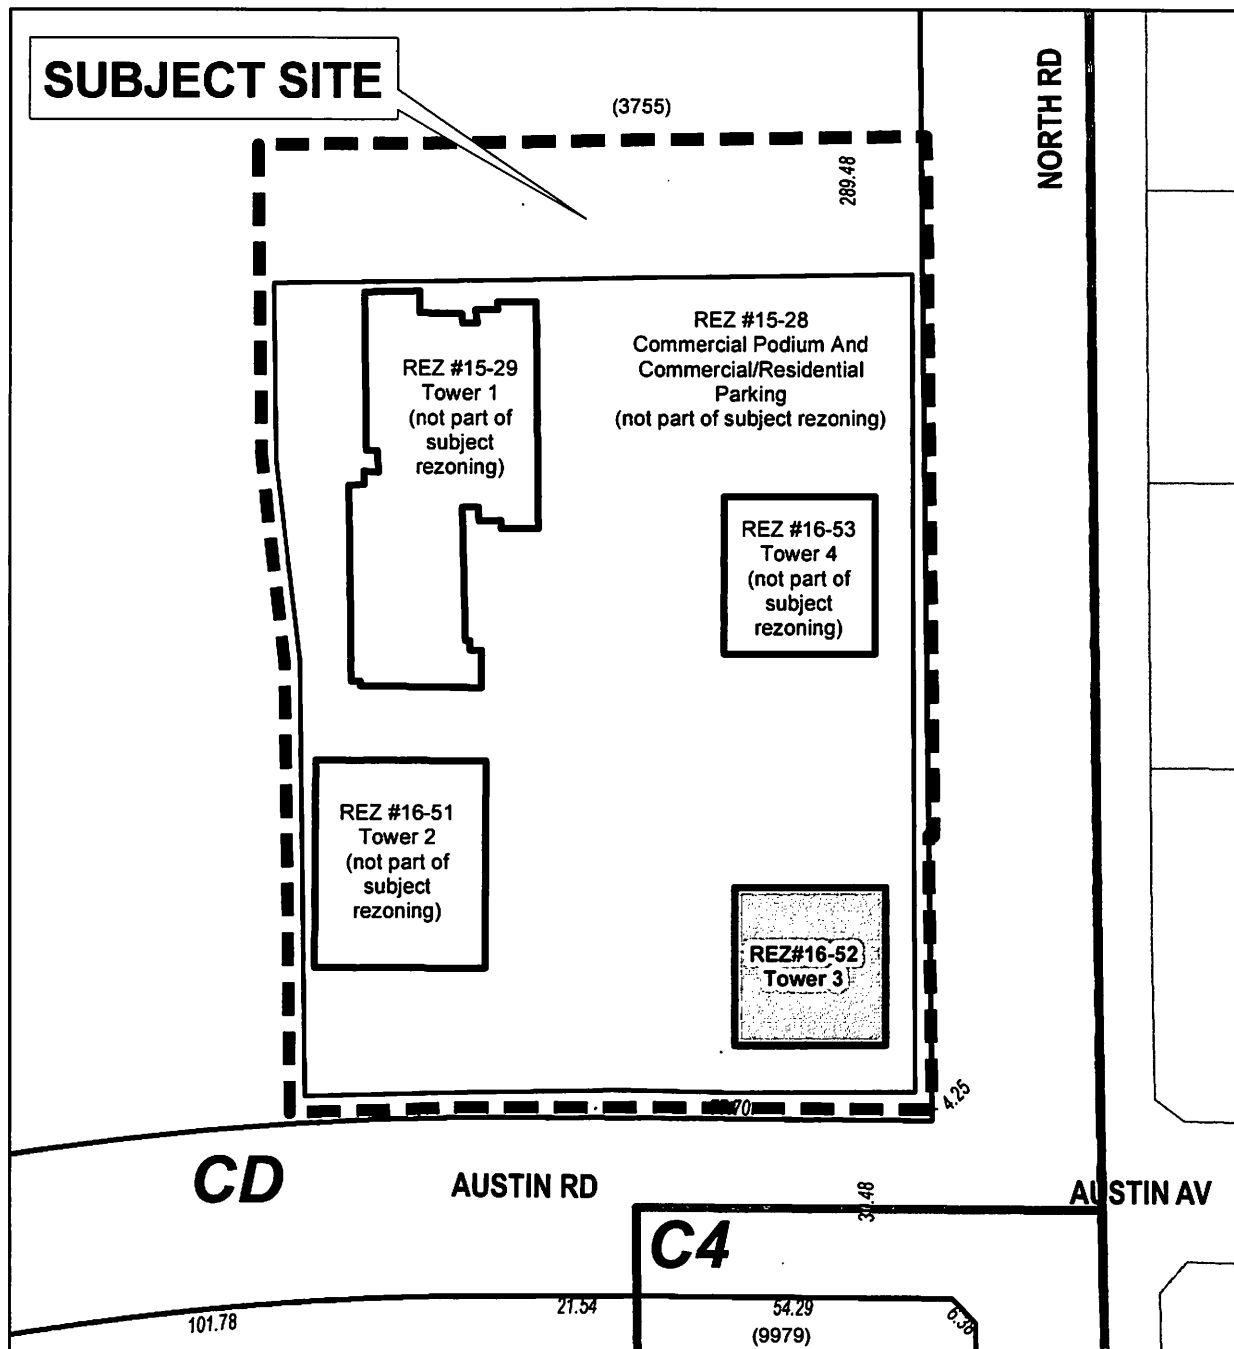 SUBJECT SITE
(3755)
NORTH RD
289.48
REZ #15-28
Commercial Podium And
Commercial/Residential
Parking
(not part of subject rezoning)
REZ #15-29
Tower 1
(not part of
subject
rezoning)
REZ #16-53
Tower 4
(not part of
subject
rezoning)
REZ #16-51
Tower 2
(not part of
subject
rezoning)
REZ#16-52
Tower 3
4.25
CD
AUSTIN RD
30.48
AUSTIN AV
C4
101.78
21.54
54.29
6.38
(9979)